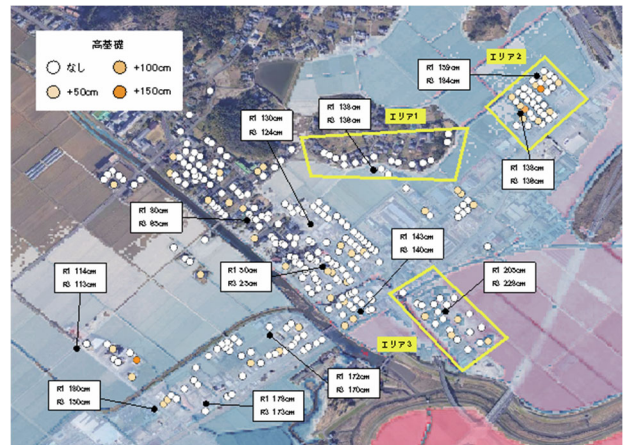 高基礎
なし
+100cm
+50cm
+150cm
エリア2
R1 159cm
R3 184cm
エリア1
R1 138cm
R3 138cm
R1 130cm
R3 124cm
R1 138cm
R3 138cm
R1 80cm
R3 85cm
R1 143cm
R3 140cm
R1 205cm
R3 228cm
R1 50cm
R3 25cm
R1 114cm
R3 113cm
エリア3
R1 172cm
R3 170cm
R1 180cm
R3 150cm
R1 178cm
R3 173cm